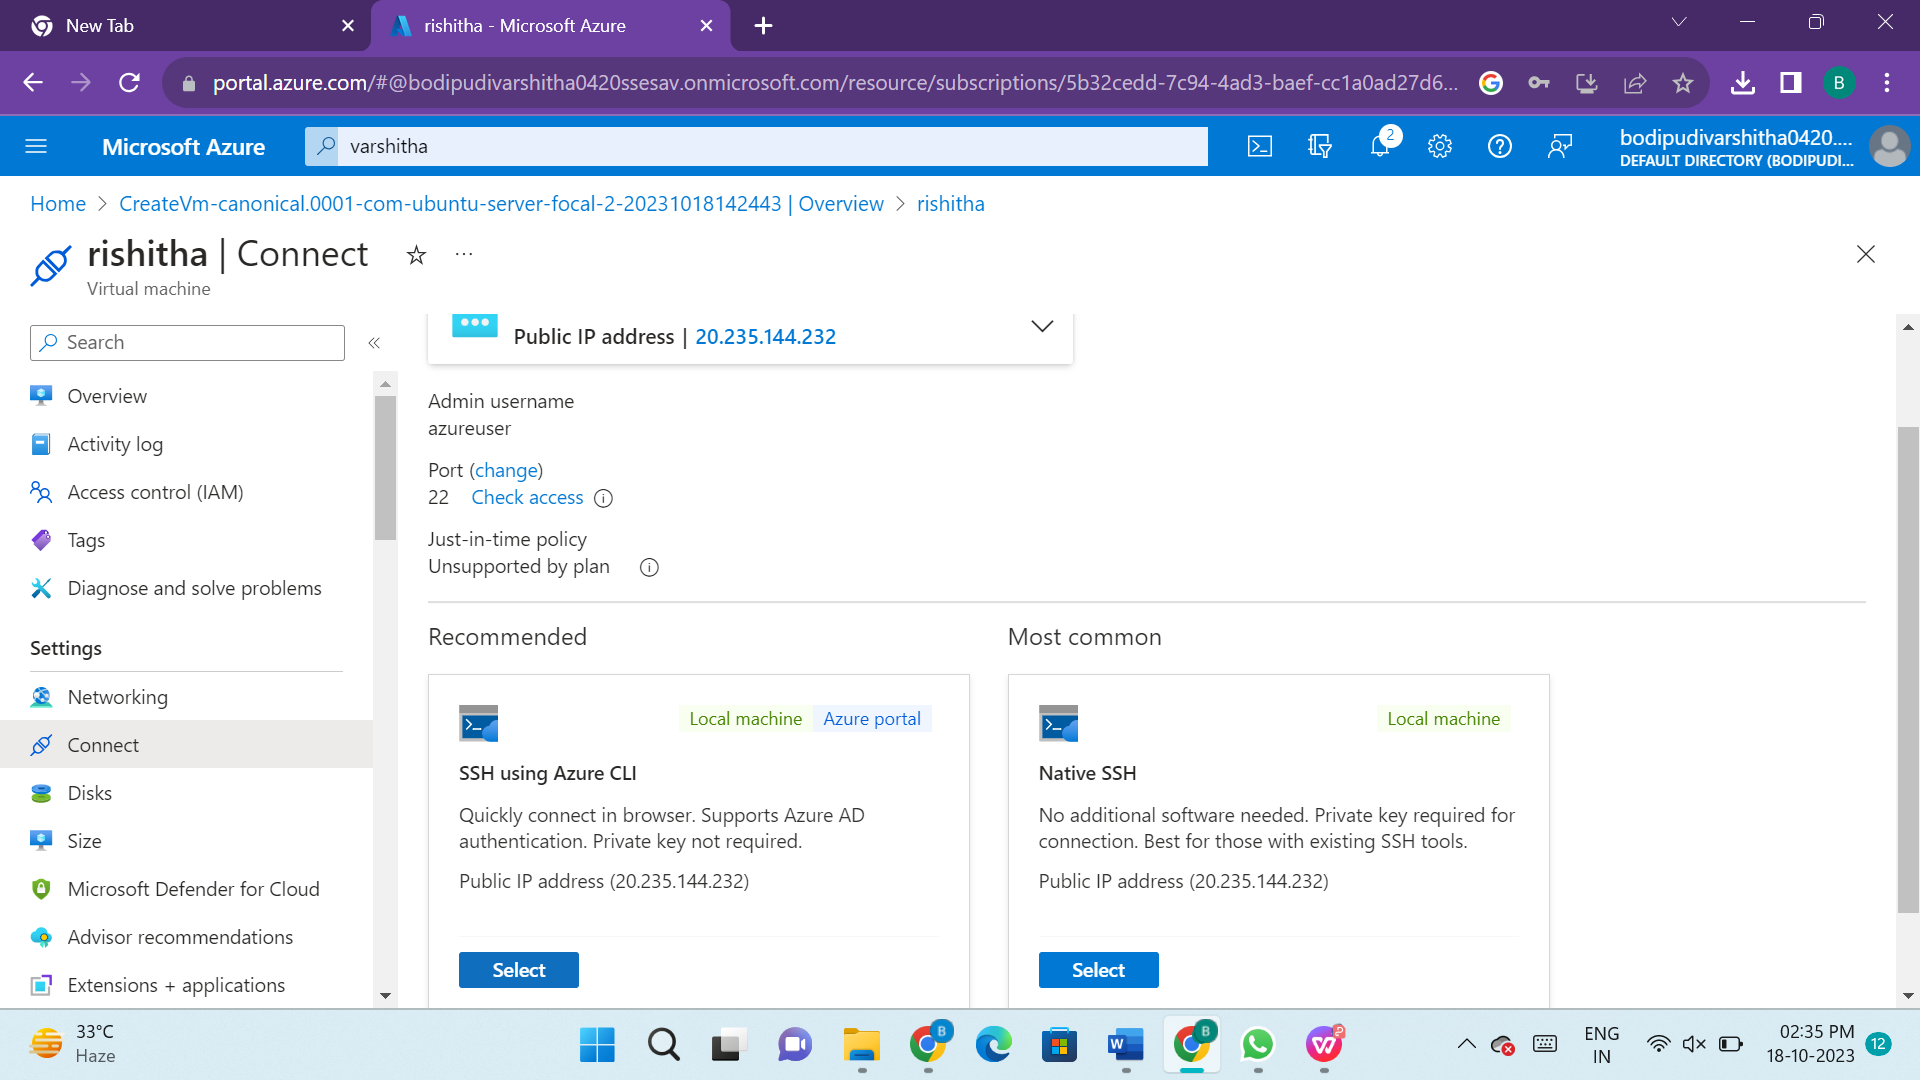 New Tab
rishitha - Microsoft Azure
portal.azure.com/#@bodipudivarshitha0420ssesav.onmicrosoft.com/resource/subscriptions/5b32cedd-7c94-4ad3-baef-cc1a0ad27d6...
B
Microsoft Azure
varshitha
2
bodipudivarshitha0420....
DEFAULT DIRECTORY (BODIPUDI...
Home > CreateVm-canonical.0001-com-ubuntu-server-focal-2-20231018142443 | Overview > rishitha
rishitha | Connect
Virtual machine
Search
Overview
Activity log
Access control (IAM)
Tags
Diagnose and solve problems
Settings
Networking
Connect
Disks
Size
Microsoft Defender for Cloud
Advisor recommendations
Extensions + applications
Public IP address | 20.235.144.232
Admin username
azureuser
Port (change)
22 Check access
Just-in-time policy
Unsupported by plan
Recommended
Local machine Azure portal
SSH using Azure CLI
Quickly connect in browser. Supports Azure AD
authentication. Private key not required.
Public IP address (20.235.144.232)
Select
Most common
Local machine
Native SSH
No additional software needed. Private key required for
connection. Best for those with existing SSH tools.
Public IP address (20.235.144.232)
Select
33°C
Haze
B
W
B
ENG
IN
02:35 PM
18-10-2023
12